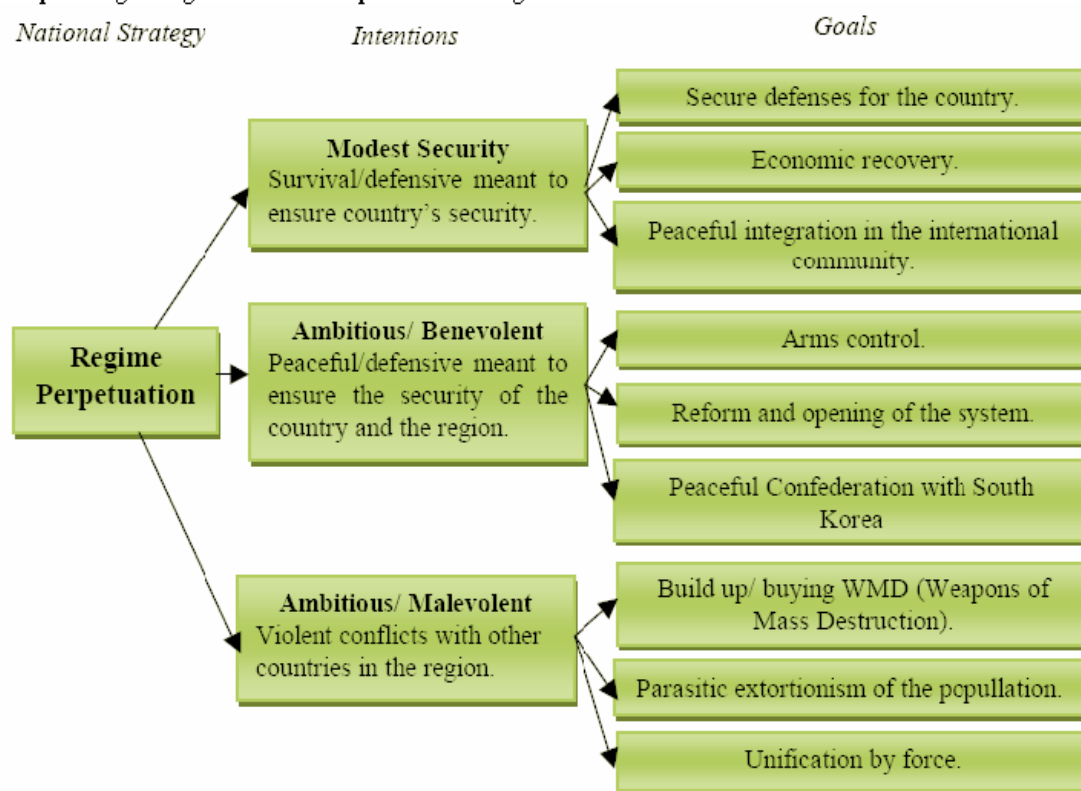 National Strategy
Intentions
Goals
Regime
Perpetuation
Modest Security
Survival/defensive meant to
ensure country's security.
Secure defenses for the country.
Economic recovery.
Peaceful integration in the international
community.
Ambitious/ Benevolent
Peaceful/defensive meant to
ensure the security of the
country and the region.
Arms control.
Reform and opening of the system.
Peaceful Confederation with South
Korea
Ambitious/ Malevolent
Violent conflicts with other
countries in the region.
Build up/ buying WMD (Weapons of
Mass Destruction).
Parasitic extortionism of the popullation.
Unification by force.